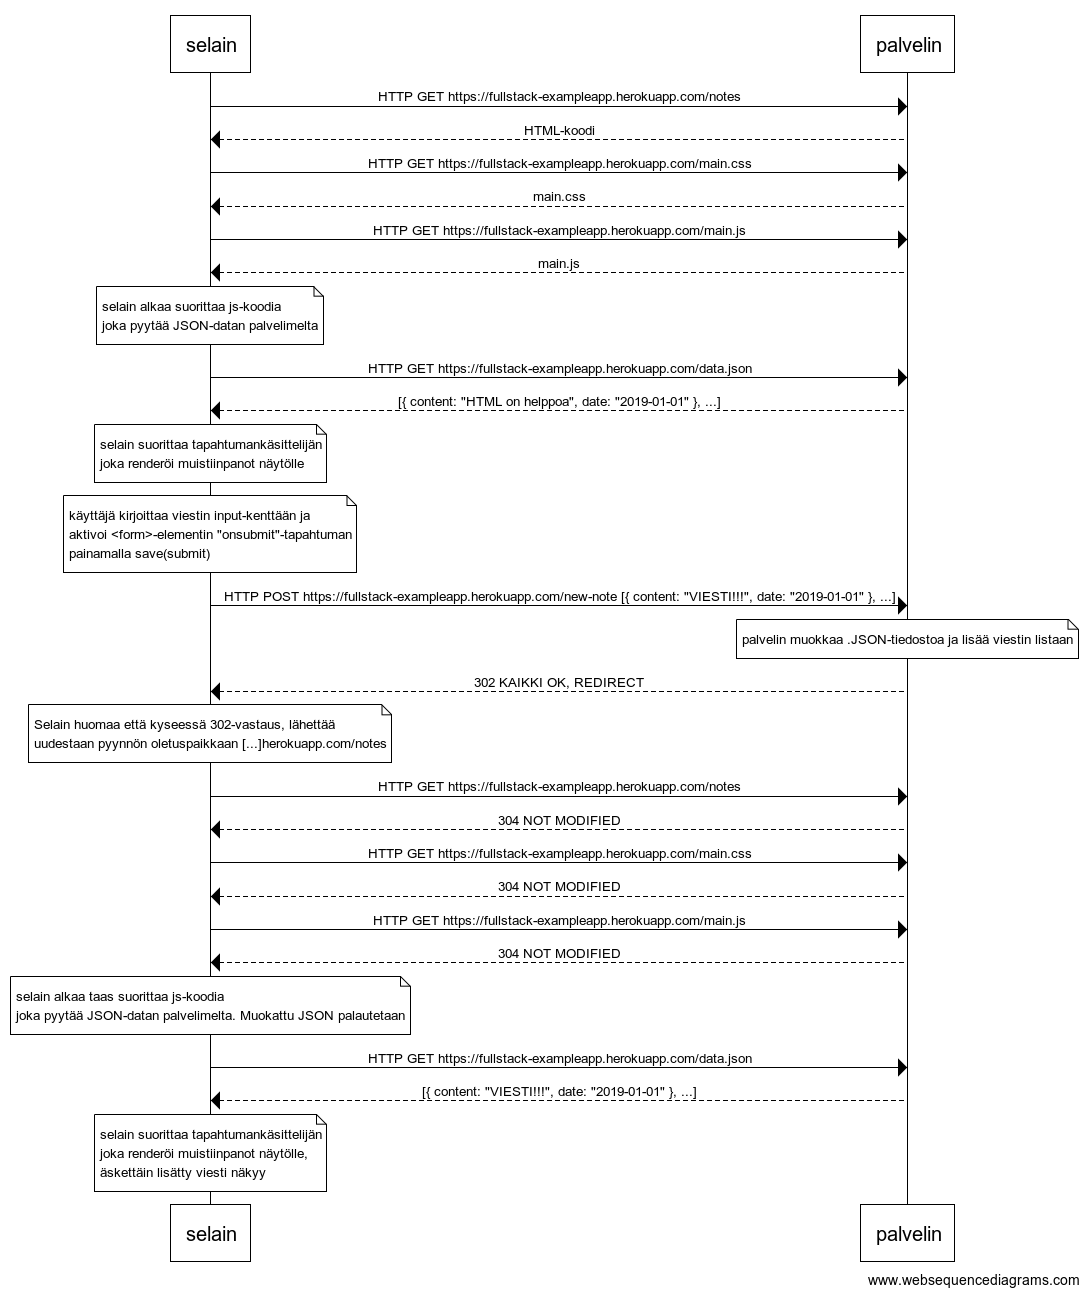 selain
palvelin
HTTP GET https://fullstack-exampleapp.herokuapp.com/notes
HTML-koodi
HTTP GET https://fullstack-exampleapp.herokuapp.com/main.css
main.css
HTTP GET https://fullstack-exampleapp.herokuapp.com/main.js
main.js
selain alkaa suorittaa js-koodia
joka pyytää JSON-datan palvelimelta
HTTP GET https://fullstack-exampleapp.herokuapp.com/data.json
[{ content: "HTML on helppoa", date: "2019-01-01" }, ...]
selain suorittaa tapahtumankäsittelijän
joka renderöi muistiinpanot näytölle
käyttäjä kirjoittaa viestin input-kenttään ja
aktivoi <form>-elementin "onsubmit"-tapahtuman
painamalla save(submit)
HTTP POST https://fullstack-exampleapp.herokuapp.com/new-note [{ content: "VIESTI!!!", date: "2019-01-01" }, ...]
palvelin muokkaa .JSON-tiedostoa ja lisää viestin listaan
302 KAIKKI OK, REDIRECT
Selain huomaa että kyseessä 302-vastaus, lähettää
uudestaan pyynnön oletuspaikkaan [...]herokuapp.com/notes
HTTP GET https://fullstack-exampleapp.herokuapp.com/notes
304 NOT MODIFIED
HTTP GET https://fullstack-exampleapp.herokuapp.com/main.css
304 NOT MODIFIED
HTTP GET https://fullstack-exampleapp.herokuapp.com/main.js
304 NOT MODIFIED
selain alkaa taas suorittaa js-koodia
joka pyytää JSON-datan palvelimelta. Muokattu JSON palautetaan
HTTP GET https://fullstack-exampleapp.herokuapp.com/data.json
[{ content: "VIESTI!!!", date: "2019-01-01" }, ...]
selain suorittaa tapahtumankäsittelijän
joka renderöi muistiinpanot näytölle,
äskettäin lisätty viesti näkyy
selain
palvelin
www.websequencediagrams.com